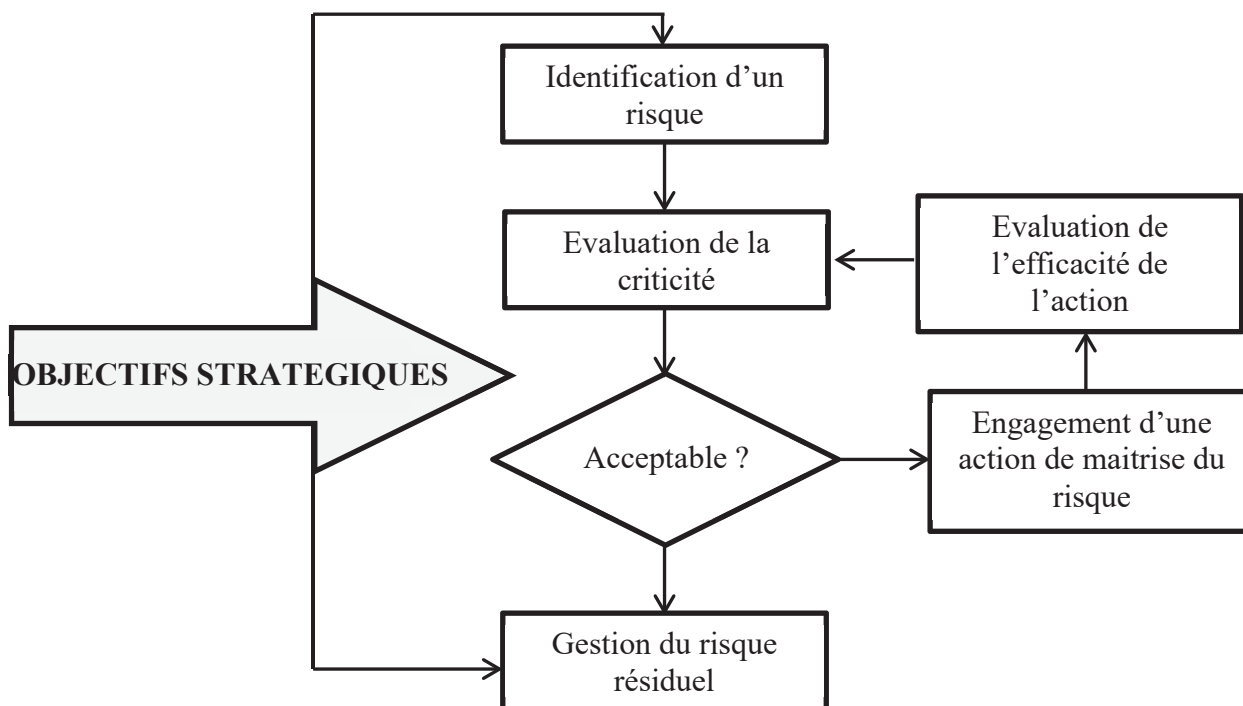 Identification d’un
risque
Evaluation de la
criticité
Evaluation de
l’efficacité de
l’action
OBJECTIFS STRATEGIQUES
Acceptable ?
Engagement d’une
action de maitrise du
risque
Gestion du risque
résiduel